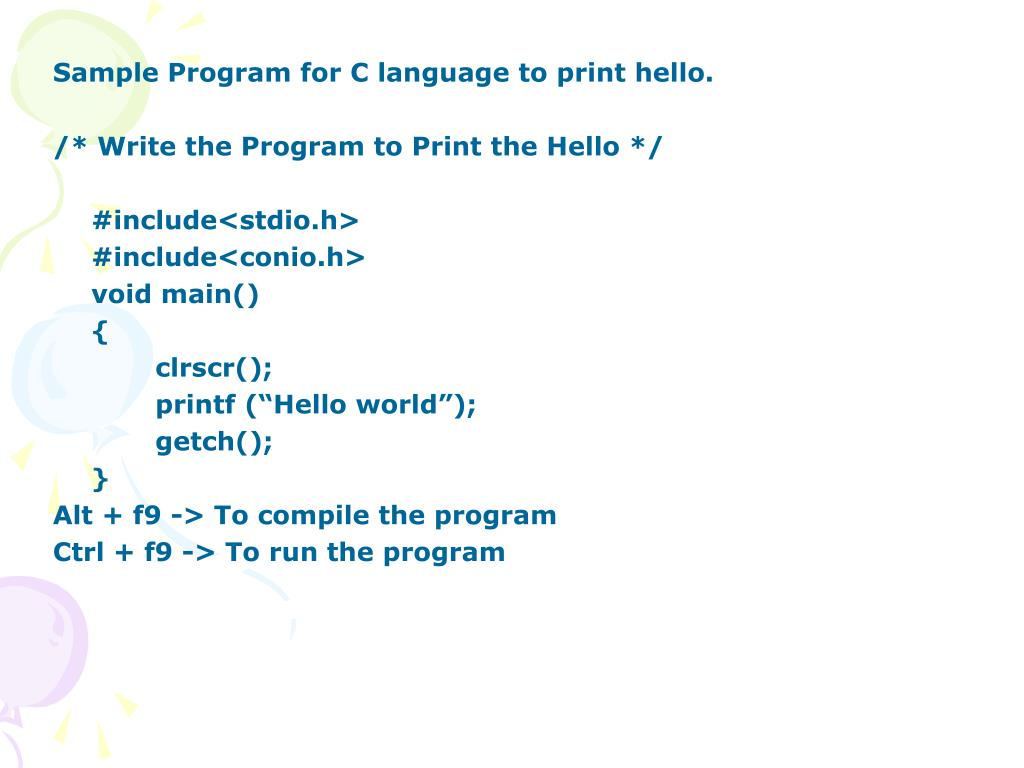 Sample Program for C language to print hello.
/* Write the Program to Print the Hello */
#include<stdio.h>
#include<conio.h>
void main()
{
clrscr();
printf (“Hello world”);
getch();
}
Alt + f9 -> To compile the program
Ctrl + f9 -> To run the program